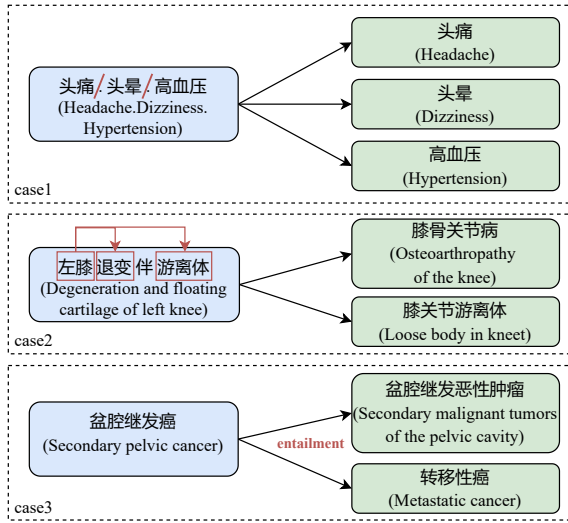 头痛/. 头晕/. 高血压
(Headache.Dizziness.
Hypertension)
头痛
(Headache)
头晕
(Dizziness)
高血压
(Hypertension)
case1
左膝退变伴 游离体
(Degeneration and floating
cartilage of left knee)
膝骨关节病
(Osteoarthropathy
of the knee)
膝关节游离体
(Loose body in kneet)
case2
盆腔继发癌
(Secondary pelvic cancer)
entailment
盆腔继发恶性肿瘤
(Secondary malignant tumors
of the pelvic cavity)
转移性癌
(Metastatic cancer)
case3